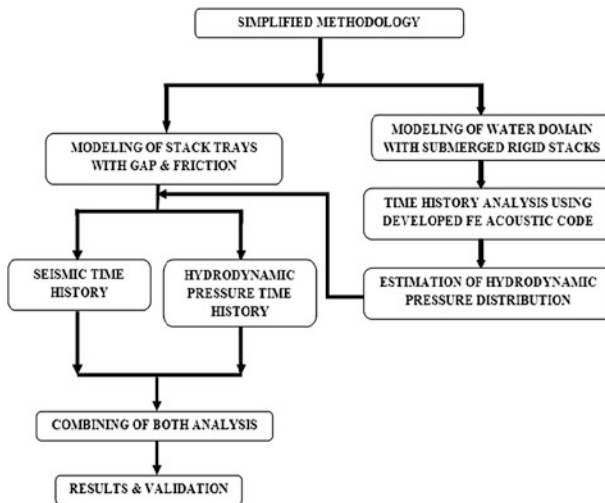 SIMPLIFIED METHODOLOGY
MODELING OF STACK TRAYS
WITH GAP & FRICTION
MODELING OF WATER DOMAIN
WITH SUBMERGED RIGID STACKS
TIME HISTORY ANALYSIS USING
DEVELOPED FE ACOUSTIC CODE
SEISMIC TIME
HISTORY
HYDRODYNAMIC
PRESSURE TIME
HISTORY
ESTIMATION OF HYDRODYNAMIC
PRESSURE DISTRIBUTION
COMBINING OF BOTH ANALYSIS
RESULTS & VALIDATION